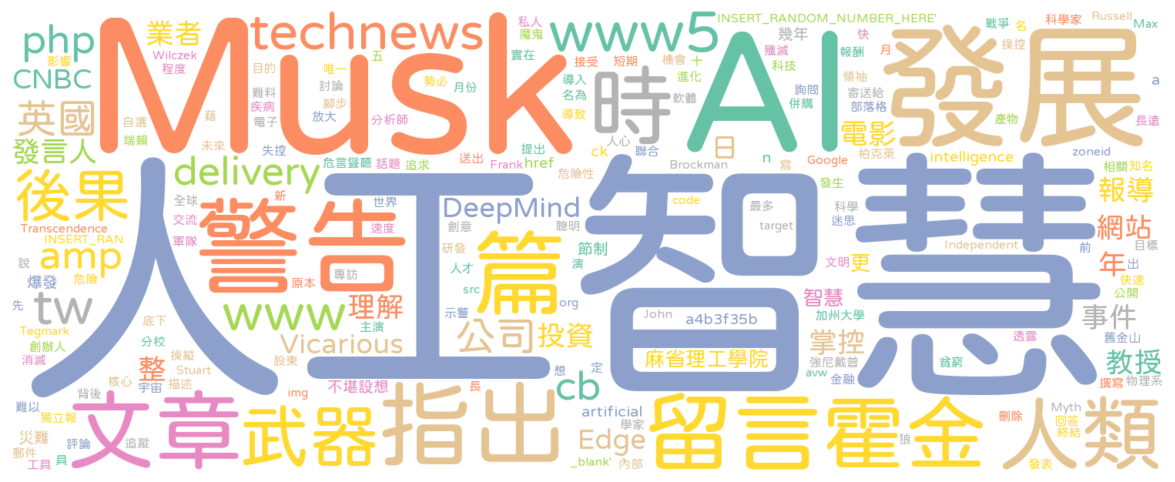 INSERT_RANDOM_NUMBER_HERE'
Russell
php
影響
業者
Wilczek
程度
technews
www5
私人
魔鬼
實在
接受
短期
機會
十
殲滅
科技
幾年
戰爭
名
操控
科學家
快
月
Max
a
CNBC
Musk
AI
發展
目的
唯一
五
難料
討論
疾病
腳步
電子
放大
勢必
月份
分析師
導入
名為
導致
進化
軟體
詢問
併購
報酬
領袖
寄送給
部落格
產物
長遠
英國
發言人
自選
端賴
藉
未來
失控
危言聳聽
話題
追求
送出
提出
Frank
href
ck
人心
聯合
危險性
時
日
Brockman
n
寫
Google
電影
柏克萊
intelligence
發生
zoneid
相關
知名
後果
delivery
全球
新
世界
DeepMind
創意
聰明
code
最多
target
科學
迷思
報導
Transcendence
INSERT_RAN
amp
危險
說
交流
軍隊
警告
速度
專訪
原本
研發
人才
篇
節制
演
Independent
文明
更
前
出
網站
目標
年
快速
公開
人工智慧
爆發
先
tw
Tegmark
創辦人
消滅
底下
分校
www
理解
主演
src
示警
org
John
a4b3f35b
智慧
加州大學
透露
事件
舊金山
操縱
Stuart
描述
核心
宇宙
背後
整
股東
Vicarious
公司
投資
想
定
麻省理工學院
掌控
強尼戴普
avw
金融
貧窮
教授
撰寫
物理系
img
不堪設想
長
cb
難以
獨立報
災難
評論
郵件
工具
具
追蹤
文章
武器
指出
artificial
學家
Edge
_blank'
內部
留言
霍金
狼
刪除
Myth
回答
終結
發表
人類